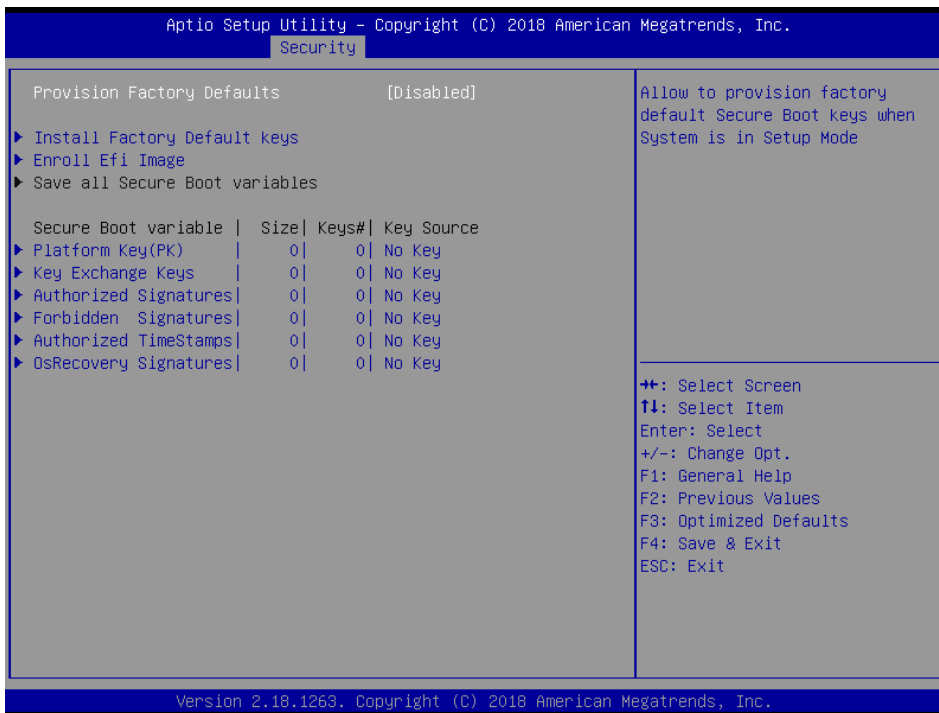 Aptio Setup Utility – Copyright (C) 2018 American Megatrends, Inc.
Security
Provision Factory Defaults [Disabled]
▶ Install Factory Default keys
▶ Enroll Efi Image
▶ Save all Secure Boot variables
Secure Boot variable | Size| Keys#| Key Source
▶ Platform Key(PK) | 0| 0| No Key
▶ Key Exchange Keys | 0| 0| No Key
▶ Authorized Signatures| 0| 0| No Key
▶ Forbidden Signatures| 0| 0| No Key
▶ Authorized TimeStamps| 0| 0| No Key
▶ OsRecovery Signatures| 0| 0| No Key
Allow to provision factory
default Secure Boot keys when
System is in Setup Mode
→←: Select Screen
↑↓: Select Item
Enter: Select
+/-: Change Opt.
F1: General Help
F2: Previous Values
F3: Optimized Defaults
F4: Save & Exit
ESC: Exit
Version 2.18.1263. Copyright (C) 2018 American Megatrends, Inc.